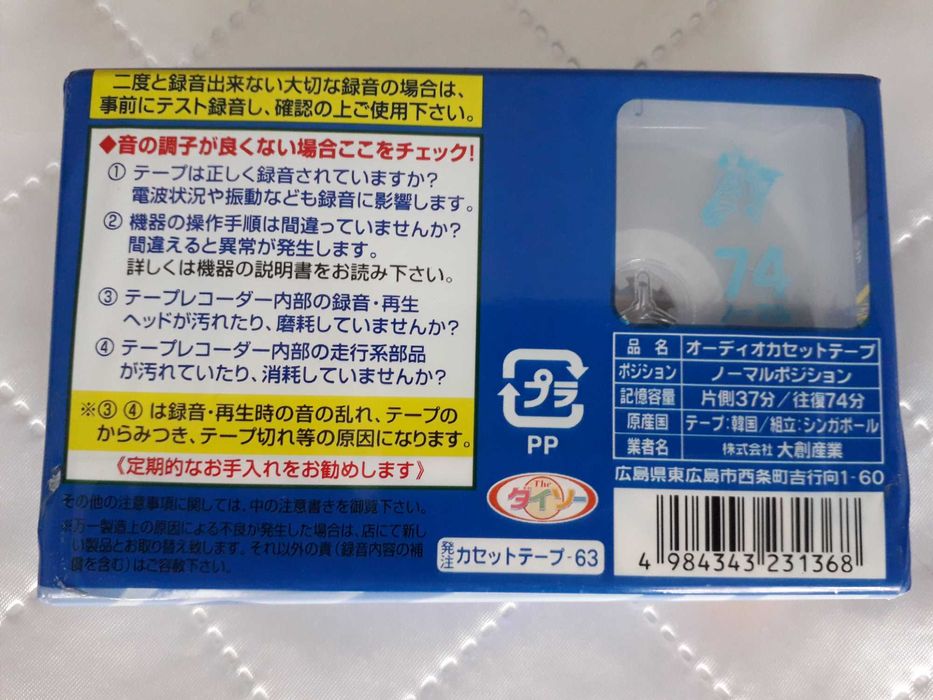 二度と録音出来ない大切な録音の場合は、
事前にテスト録音し、確認の上ご使用下さい。
◆音の調子が良くない場合ここをチェック!
① テープは正しく録音されていますか?
電波状況や振動なども録音に影響します。
② 機器の操作手順は間違っていませんか?
間違えると異常が発生します。
詳しくは機器の説明書をお読み下さい。
③ テープレコーダー内部の録音・再生
ヘッドが汚れたり、磨耗していませんか?
④ テープレコーダー内部の走行系部品
が汚れていたり、消耗していませんか?
※③ ④ は録音・再生時の音の乱れ、テープの
からみつき、テープ切れ等の原因になります。
《定期的なお手入れをお勧めします》
その他の注意事項に関しては、中の注意書きを御覧下さい。
※万一製造上の原因による不良が発生した場合は、店にて新し
い製品とお取り替え致します。それ以外の責(録音内容の補
償を含む)はご容赦下さい。
プラ
PP
The
ダイソー
発注 カセットテープ-63
74
品名 オーディオカセットテープ
ポジション ノーマルポジション
記憶容量 片側37分/往復74分
原産国 テープ:韓国/組立:シンガポール
業者名 株式会社 大創産業
広島県東広島市西条町吉行向1-60
4 984343 231368